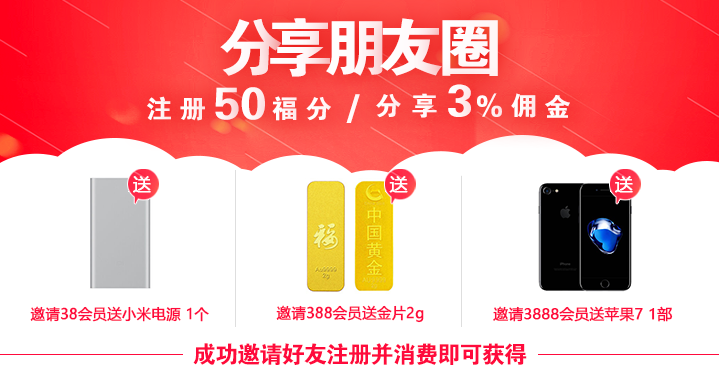 分享朋友圈
注册50福分 / 分享3%佣金
送
送
送
福
Au9999
2g
中国黄金
iPhone
邀请38会员送小米电源 1个
邀请388会员送金片2g
邀请3888会员送苹果7 1部
成功邀请好友注册并消费即可获得